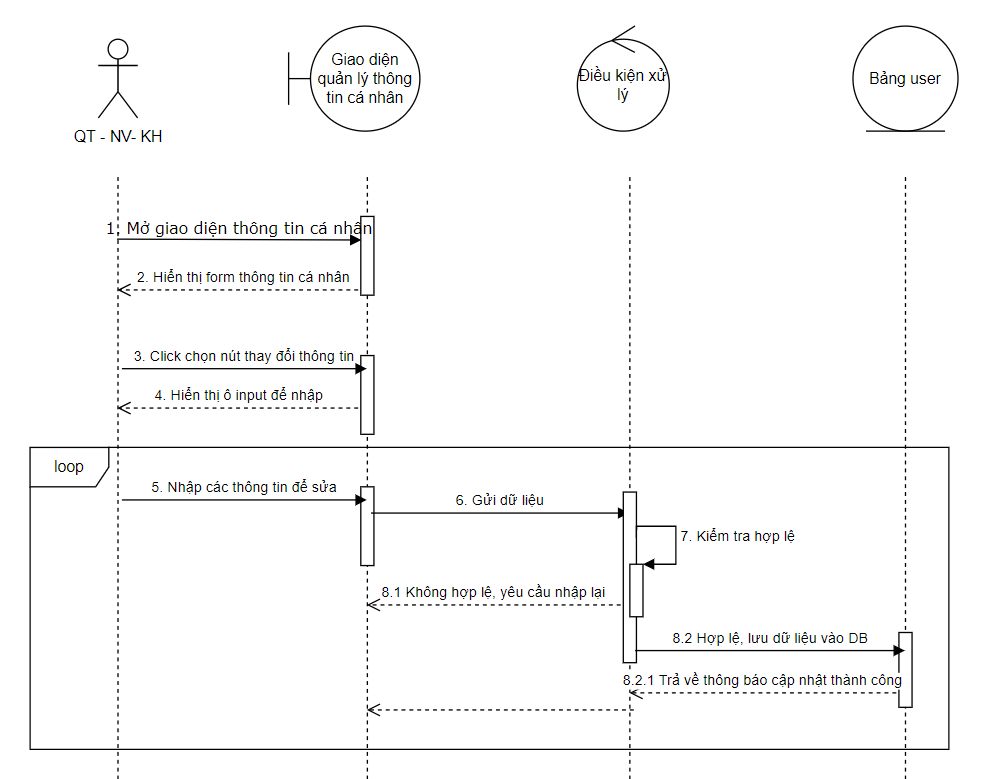 Giao diện
quản lý thông
tin cá nhân
Điều kiện xử
lý
Bảng user
QT - NV- KH
1. Mở giao diện thông tin cá nhân
2. Hiển thị form thông tin cá nhân
3. Click chọn nút thay đổi thông tin
4. Hiển thị ô input để nhập
loop
5. Nhập các thông tin để sửa
6. Gửi dữ liệu
7. Kiểm tra hợp lệ
8.1 Không hợp lệ, yêu cầu nhập lại
8.2 Hợp lệ, lưu dữ liệu vào DB
8.2.1 Trả về thông báo cập nhật thành công